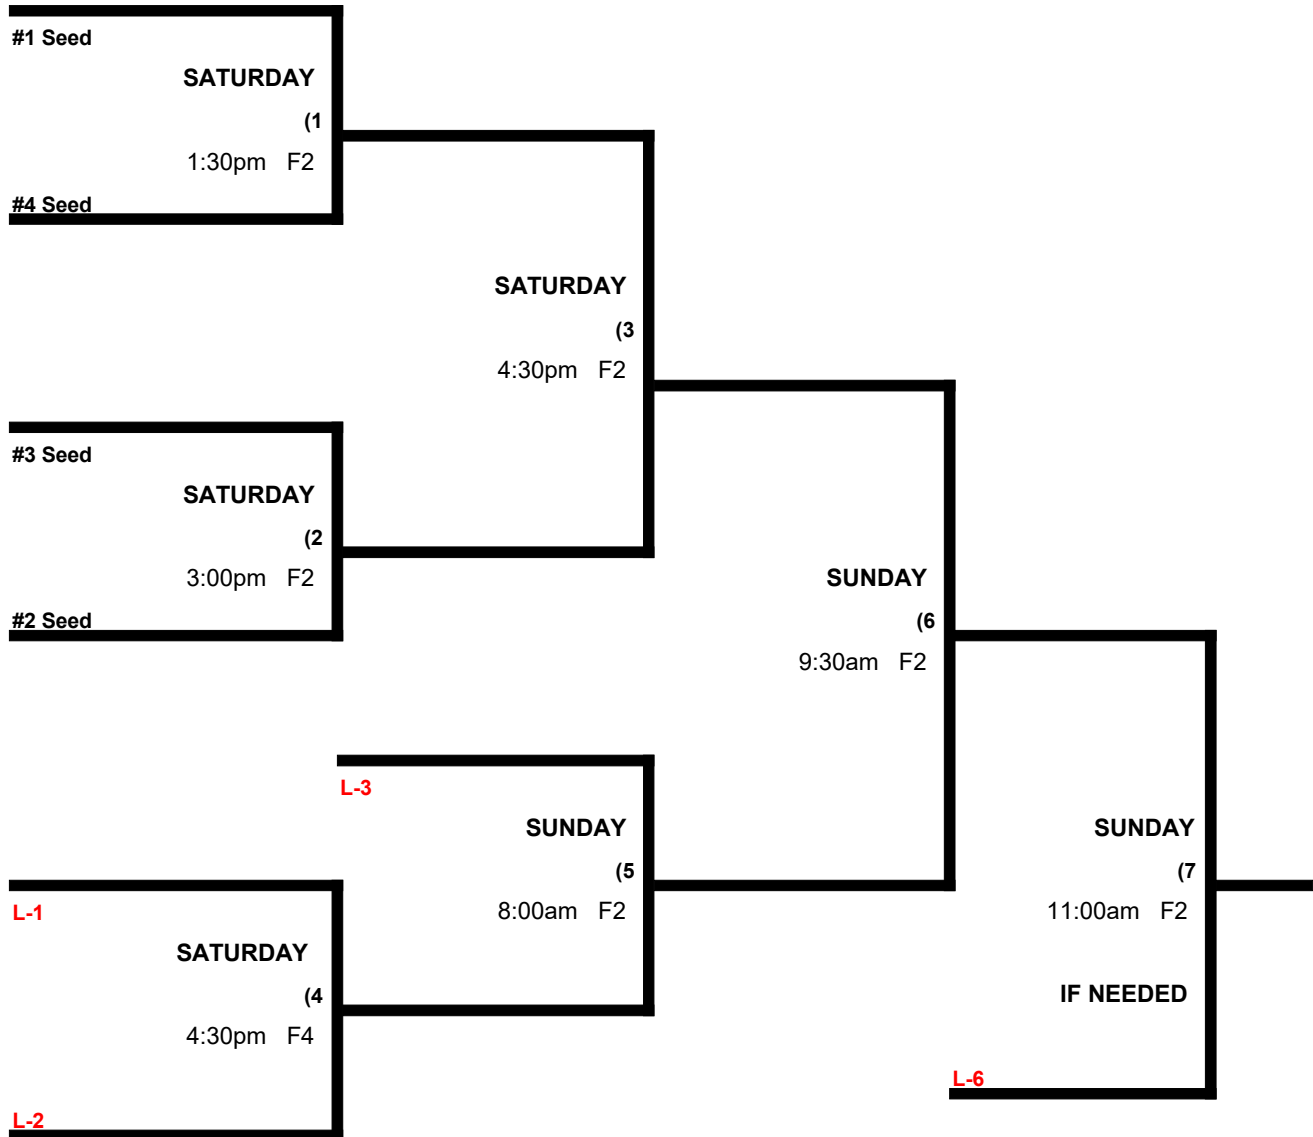 #1 Seed
SATURDAY
(1
1:30pm F2
#4 Seed
SATURDAY
(3
4:30pm F2
#3 Seed
SATURDAY
(2
3:00pm F2
#2 Seed
SUNDAY
(6
9:30am F2
L-3
SUNDAY
(5
8:00am F2
L-1
SATURDAY
(4
4:30pm F4
L-2
SUNDAY
(7
11:00am F2
IF NEEDED
L-6